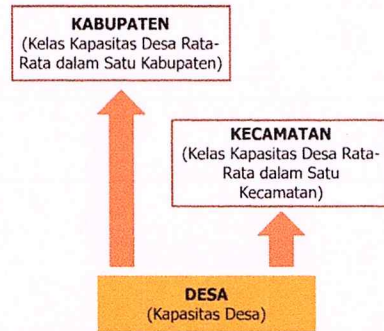 KABUPATEN
(Kelas Kapasitas Desa Rata-
Rata dalam Satu Kabupaten)
KECAMATAN
(Kelas Kapasitas Desa Rata-
Rata dalam Satu
Kecamatan)
DESA
(Kapasitas Desa)